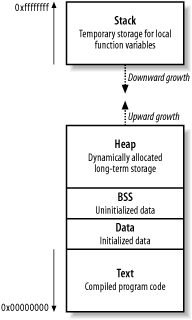 0xffffffff
Stack
Temporary storage for local
function variables
Downward growth
Upward growth
Heap
Dynamically allocated
long-term storage
BSS
Uninitialized data
Data
Initialized data
Text
Compiled program code
0x00000000